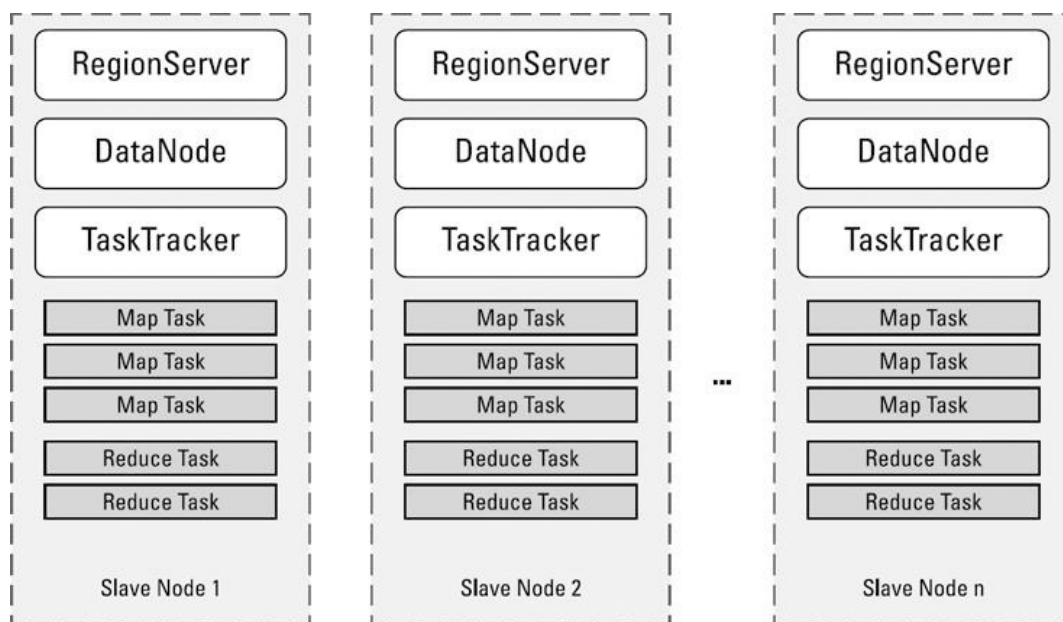 RegionServer
DataNode
TaskTracker
Map Task
Map Task
Map Task
Reduce Task
Reduce Task
Slave Node 1
RegionServer
DataNode
TaskTracker
Map Task
Map Task
Map Task
Reduce Task
Reduce Task
Slave Node 2
...
RegionServer
DataNode
TaskTracker
Map Task
Map Task
Map Task
Reduce Task
Reduce Task
Slave Node n